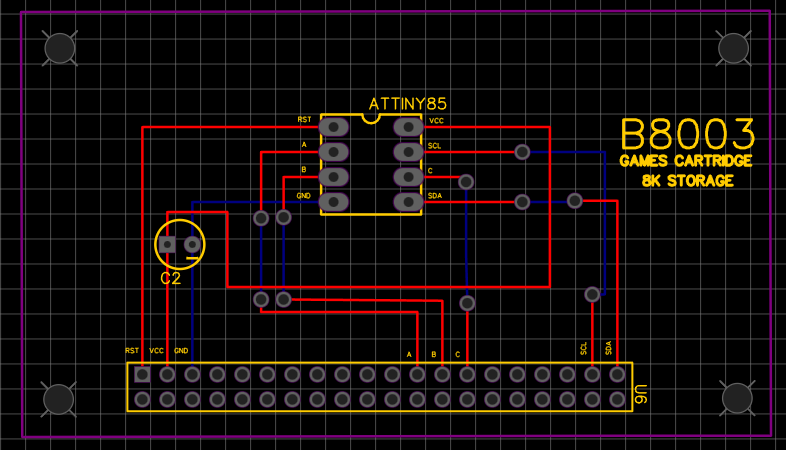 ATTINY85
RST
VCC
A
SCL
B
C
GND
SDA
B8003
GAMES CARTRIDGE
8K STORAGE
C2
RST
VCC
GND
A
B
C
SCL
SDA
U6